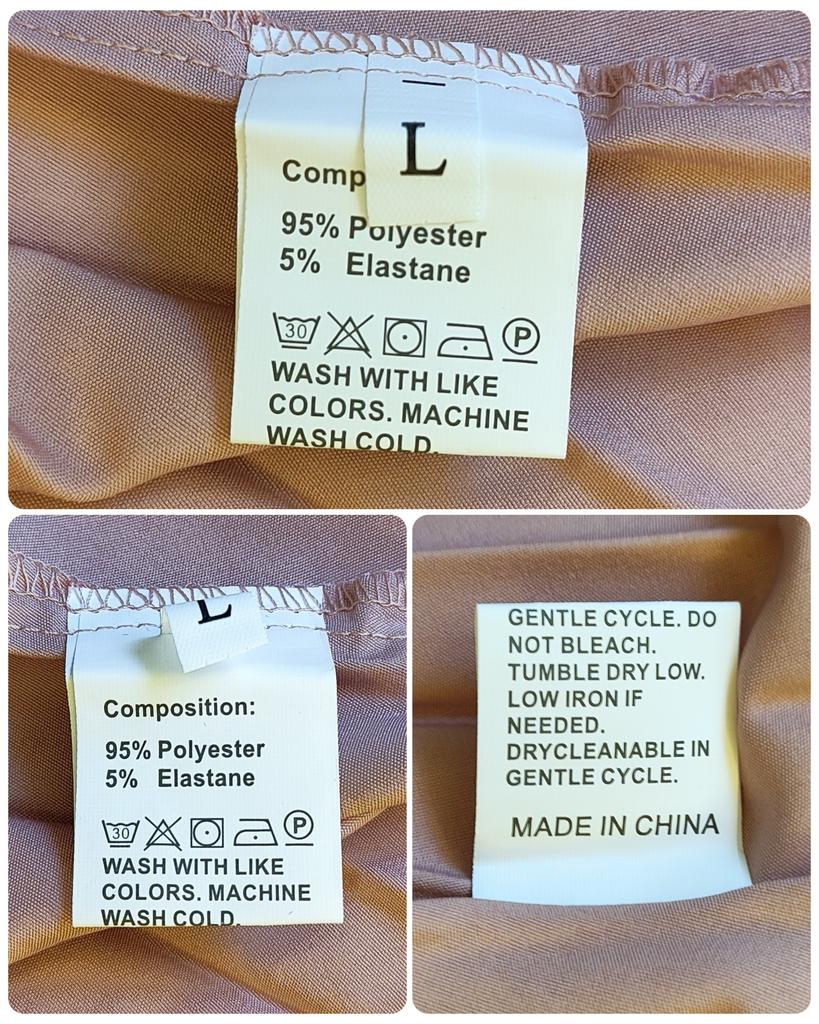 L
Comp
95% Polyester
5% Elastane
30 P
WASH WITH LIKE
COLORS. MACHINE
WASH COLD.
L
Composition:
95% Polyester
5% Elastane
30 P
WASH WITH LIKE
COLORS. MACHINE
WASH COLD.
GENTLE CYCLE. DO
NOT BLEACH.
TUMBLE DRY LOW.
LOW IRON IF
NEEDED.
DRYCLEANABLE IN
GENTLE CYCLE.
MADE IN CHINA